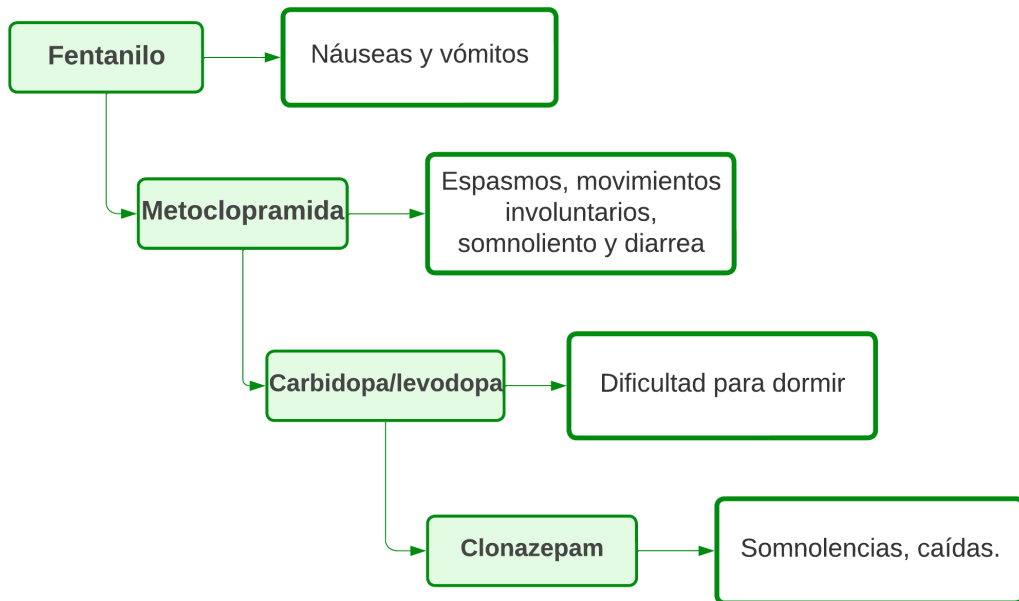 Fentanilo
Náuseas y vómitos
Metoclopramida
Espasmos, movimientos
involuntarios,
somnoliento y diarrea
Carbidopa/levodopa
Dificultad para dormir
Clonazepam
Somnolencias, caídas.